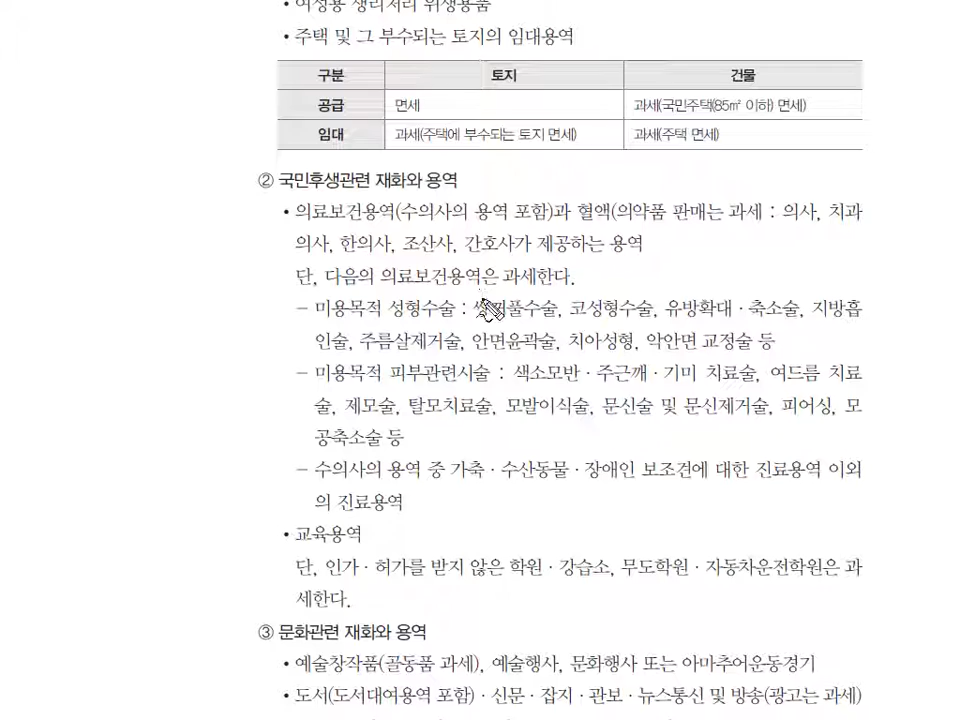 • 여성용 생리처리 위생용품
• 주택 및 그 부수되는 토지의 임대용역
구분 토지 건물
공급 면세 과세(국민주택(85㎡ 이하) 면세)
임대 과세(주택에 부수되는 토지 면세) 과세(주택 면세)
② 국민후생관련 재화와 용역
• 의료보건용역(수의사의 용역 포함)과 혈액(의약품 판매는 과세 : 의사, 치과
의사, 한의사, 조산사, 간호사가 제공하는 용역
단, 다음의 의료보건용역은 과세한다.
– 미용목적 성형수술 : 쌍꺼풀수술, 코성형수술, 유방확대 · 축소술, 지방흡
인술, 주름살제거술, 안면윤곽술, 치아성형, 악안면 교정술 등
– 미용목적 피부관련시술 : 색소모반 · 주근깨 · 기미 치료술, 여드름 치료
술, 제모술, 탈모치료술, 모발이식술, 문신술 및 문신제거술, 피어싱, 모
공축소술 등
– 수의사의 용역 중 가축 · 수산동물 · 장애인 보조견에 대한 진료용역 이외
의 진료용역
• 교육용역
단, 인가 · 허가를 받지 않은 학원 · 강습소, 무도학원 · 자동차운전학원은 과
세한다.
③ 문화관련 재화와 용역
• 예술창작품(골동품 과세), 예술행사, 문화행사 또는 아마추어운동경기
• 도서(도서대여용역 포함) · 신문 · 잡지 · 관보 · 뉴스통신 및 방송(광고는 과세)